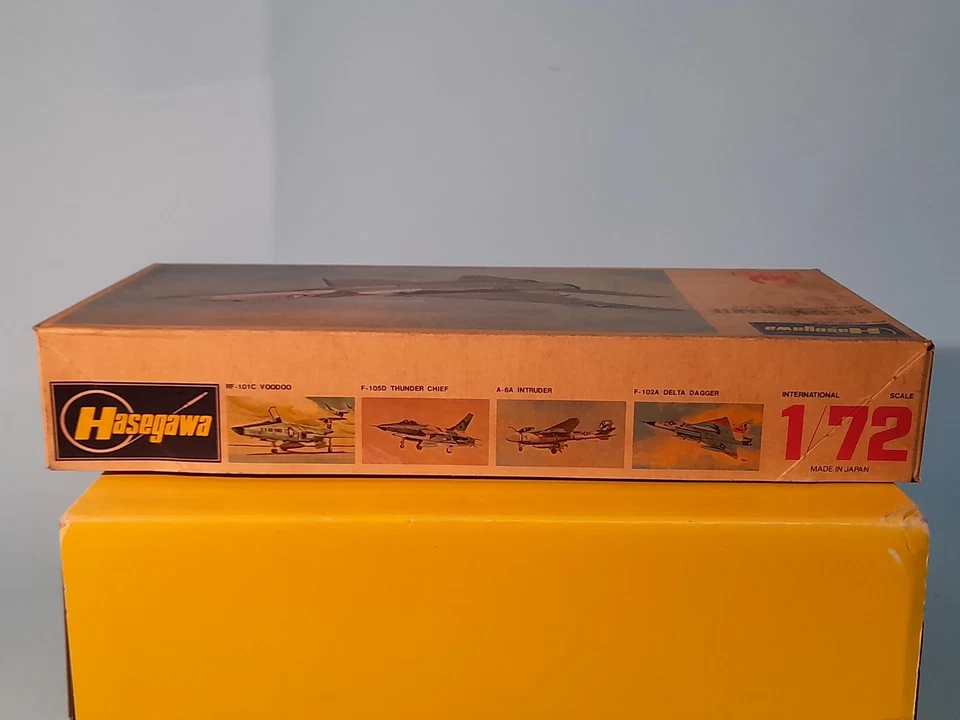 Hasegawa
Hasegawa
RF-101C VOODOO
F-105D THUNDER CHIEF
A-6A INTRUDER
F-102A DELTA DAGGER
INTERNATIONAL SCALE
1/72
MADE IN JAPAN